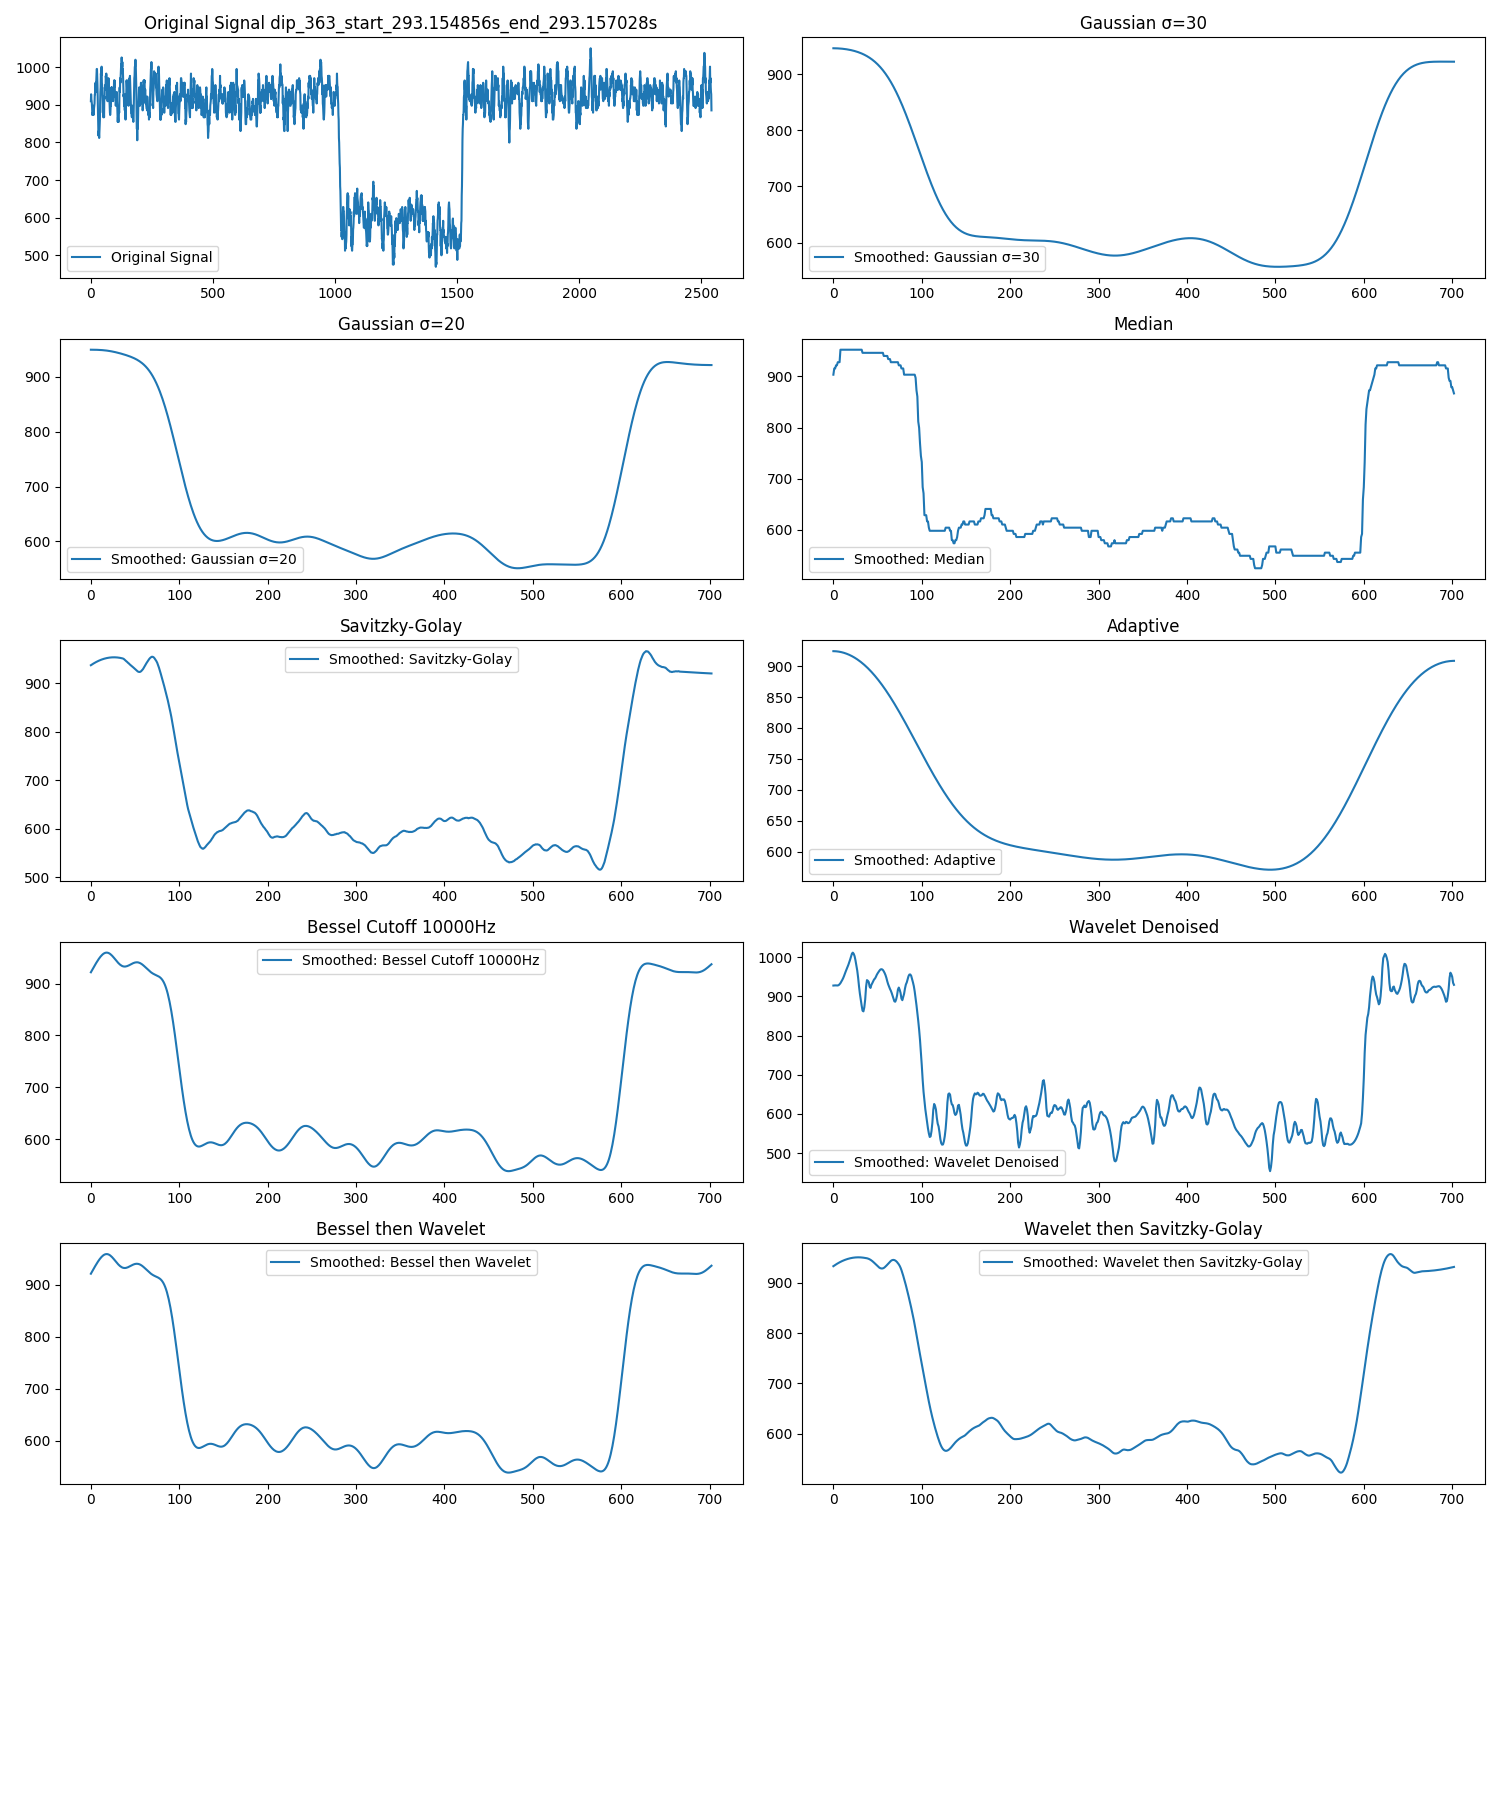 Original Signal dip_363_start_293.154856s_end_293.157028s
1000
900
800
700
600
500
Original Signal
0 500 1000 1500 2000 2500
Gaussian σ=30
900
800
700
600
Smoothed: Gaussian σ=30
0 100 200 300 400 500 600 700
Gaussian σ=20
900
800
700
600
Smoothed: Gaussian σ=20
0 100 200 300 400 500 600 700
Median
900
800
700
600
Smoothed: Median
0 100 200 300 400 500 600 700
Savitzky-Golay
Smoothed: Savitzky-Golay
900
800
700
600
500
0 100 200 300 400 500 600 700
Adaptive
900
850
800
750
700
650
600
Smoothed: Adaptive
0 100 200 300 400 500 600 700
Bessel Cutoff 10000Hz
Smoothed: Bessel Cutoff 10000Hz
900
800
700
600
0 100 200 300 400 500 600 700
Wavelet Denoised
1000
900
800
700
600
500
Smoothed: Wavelet Denoised
0 100 200 300 400 500 600 700
Bessel then Wavelet
Smoothed: Bessel then Wavelet
900
800
700
600
0 100 200 300 400 500 600 700
Wavelet then Savitzky-Golay
Smoothed: Wavelet then Savitzky-Golay
900
800
700
600
0 100 200 300 400 500 600 700